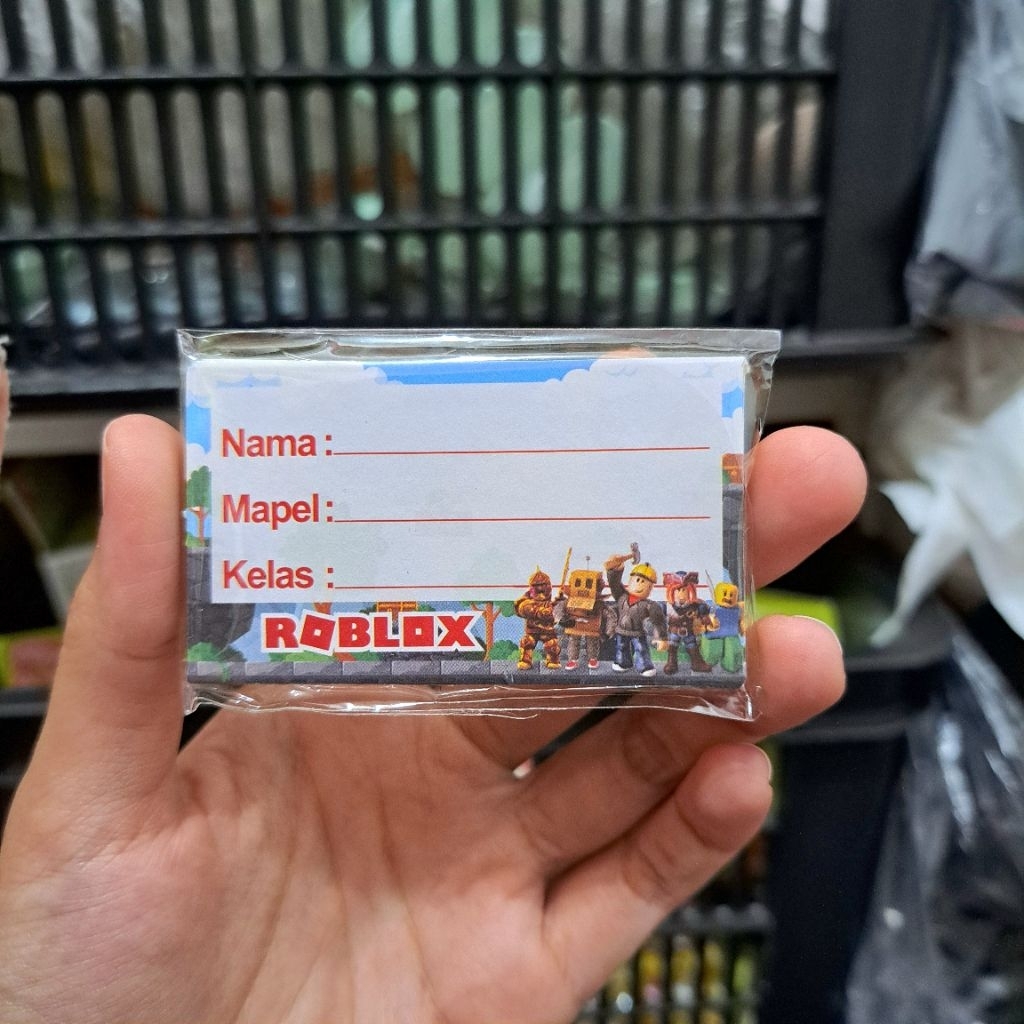 Nama :
Mapel :
Kelas :
ROBLOX